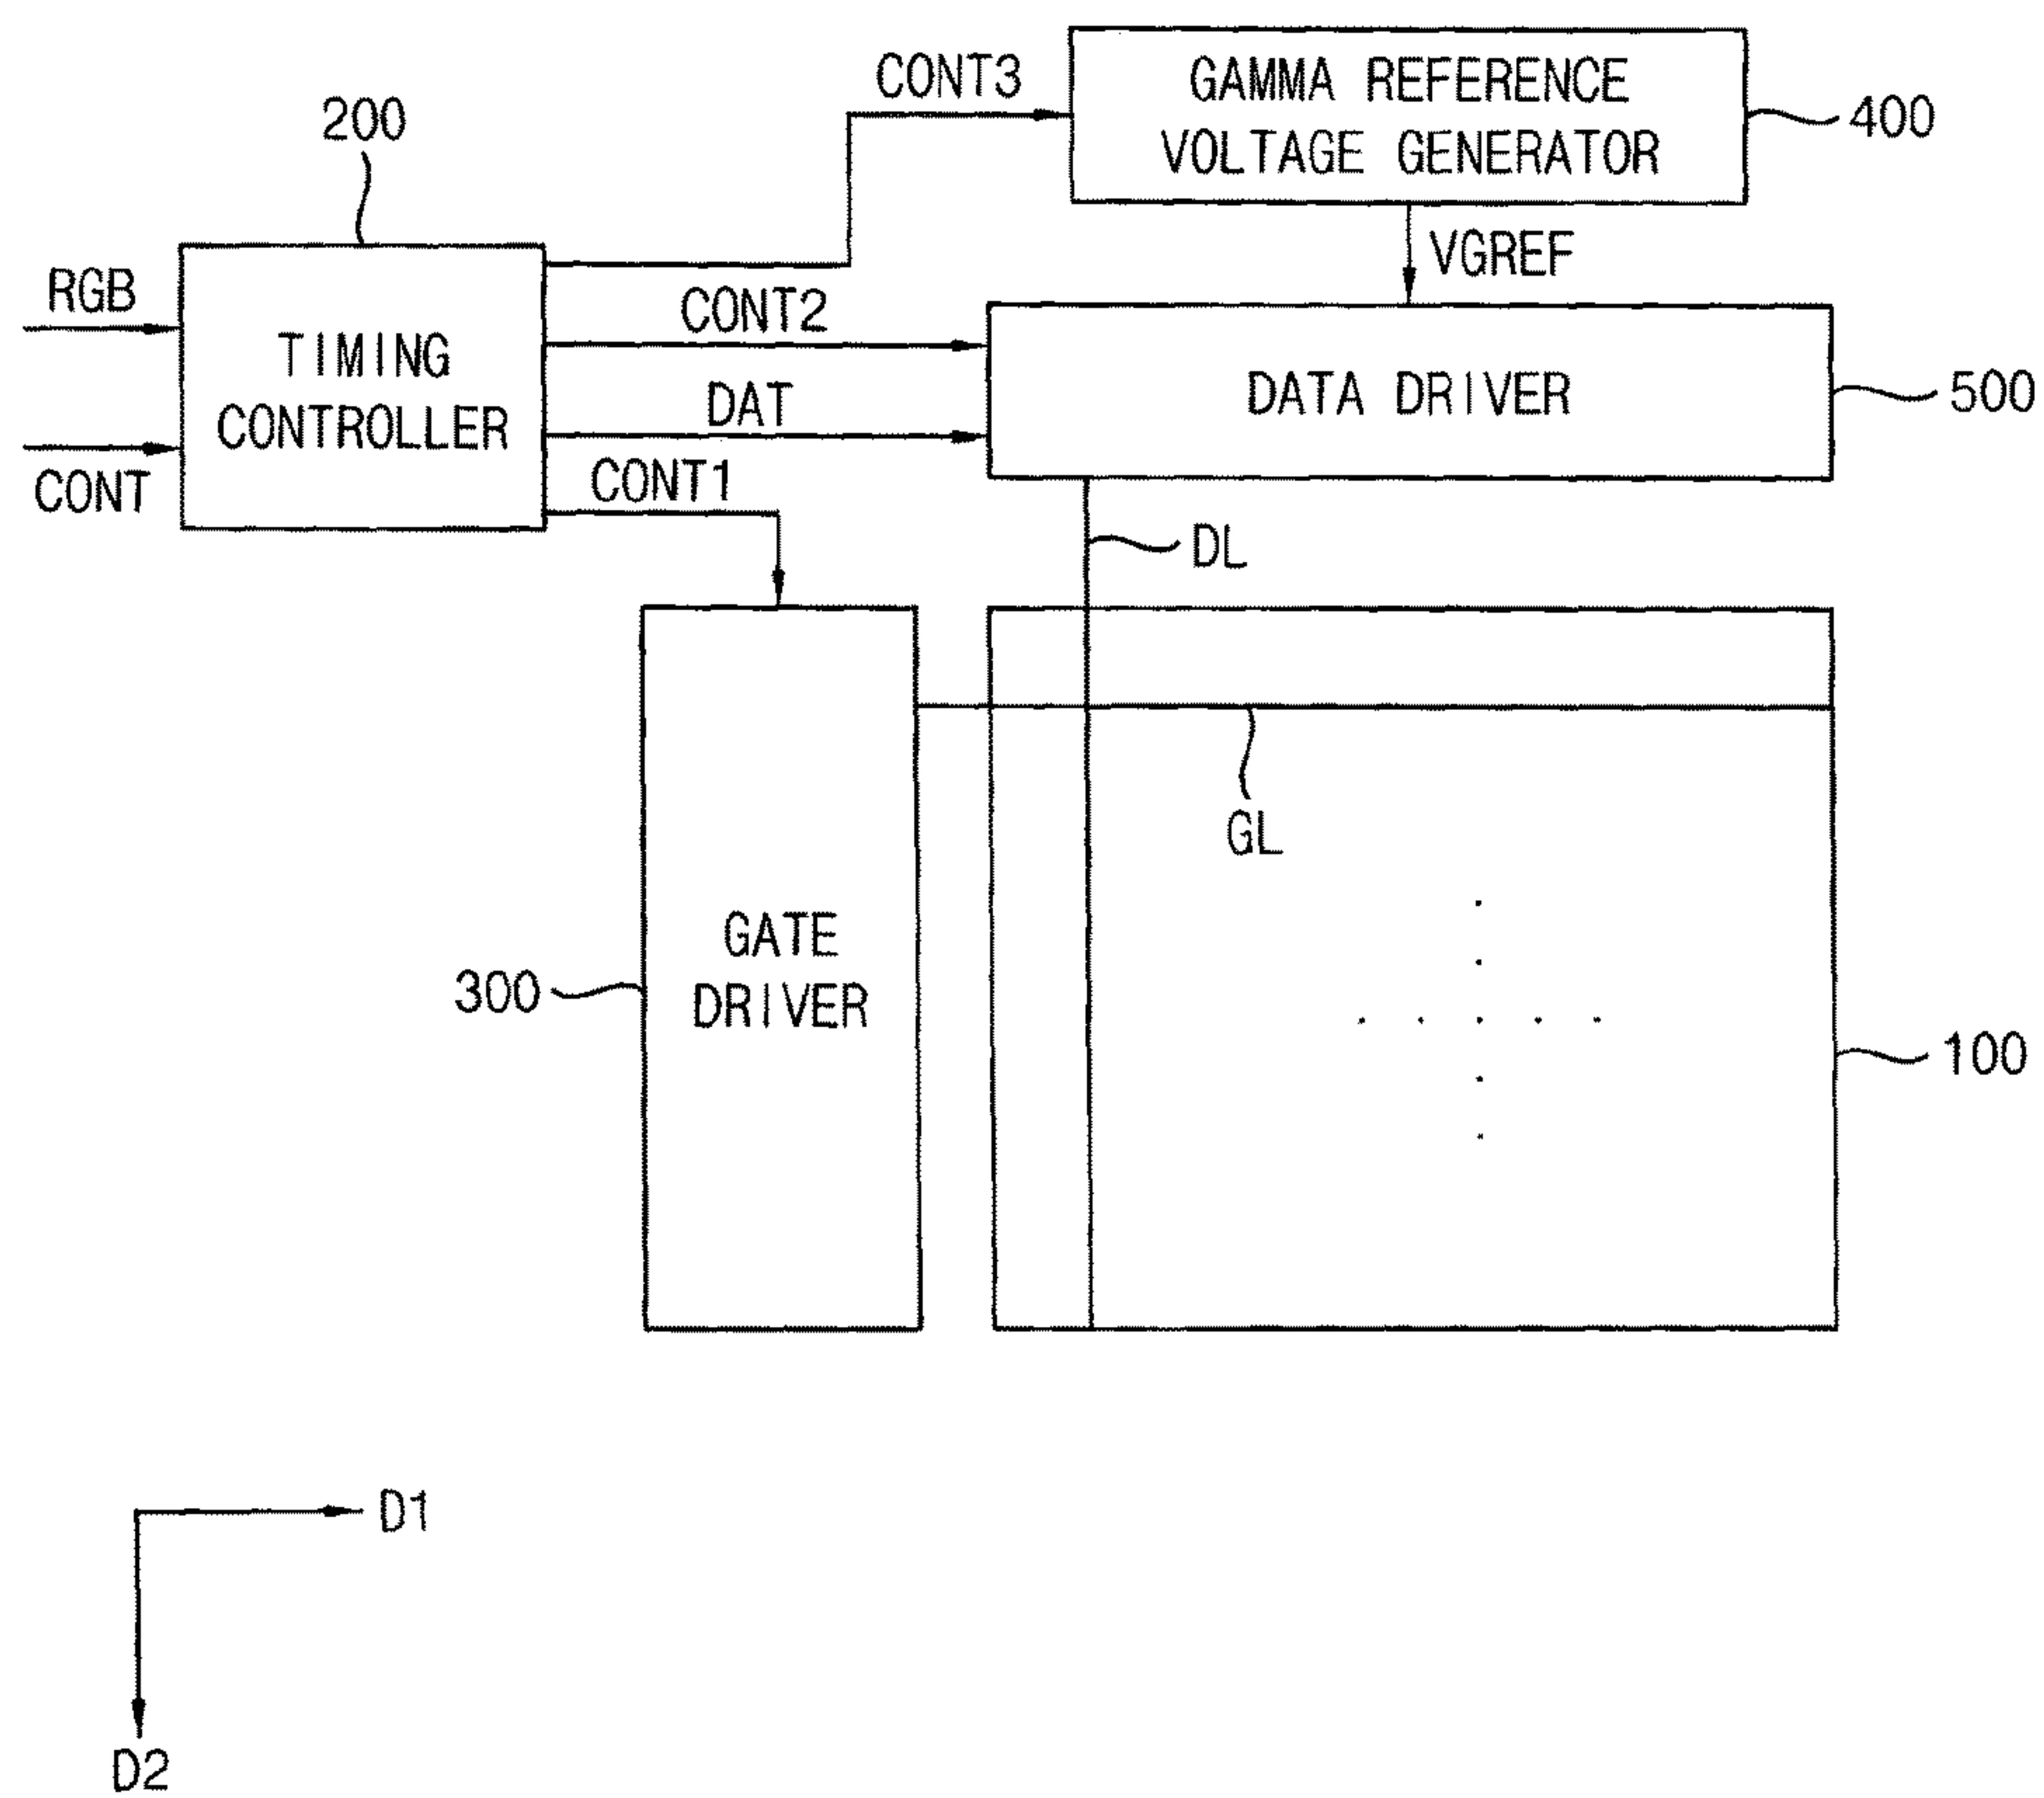 CONT3
GAMMA REFERENCE
VOLTAGE GENERATOR
400
200
VGREF
RGB
CONT2
TIMING
CONTROLLER
DATA DRIVER
500
DAT
CONT
CONT1
DL
GL
GATE
DRIVER
300
100
D1
D2